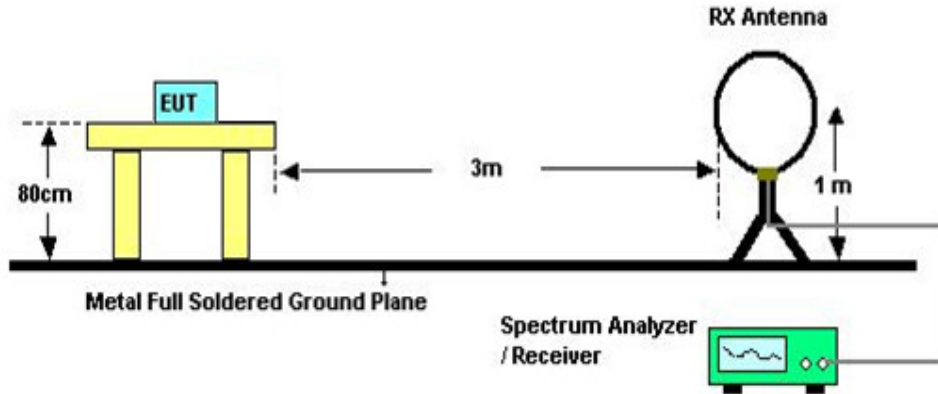 RX Antenna
EUT
80cm
3m
1 m
Metal Full Soldered Ground Plane
Spectrum Analyzer
/ Receiver